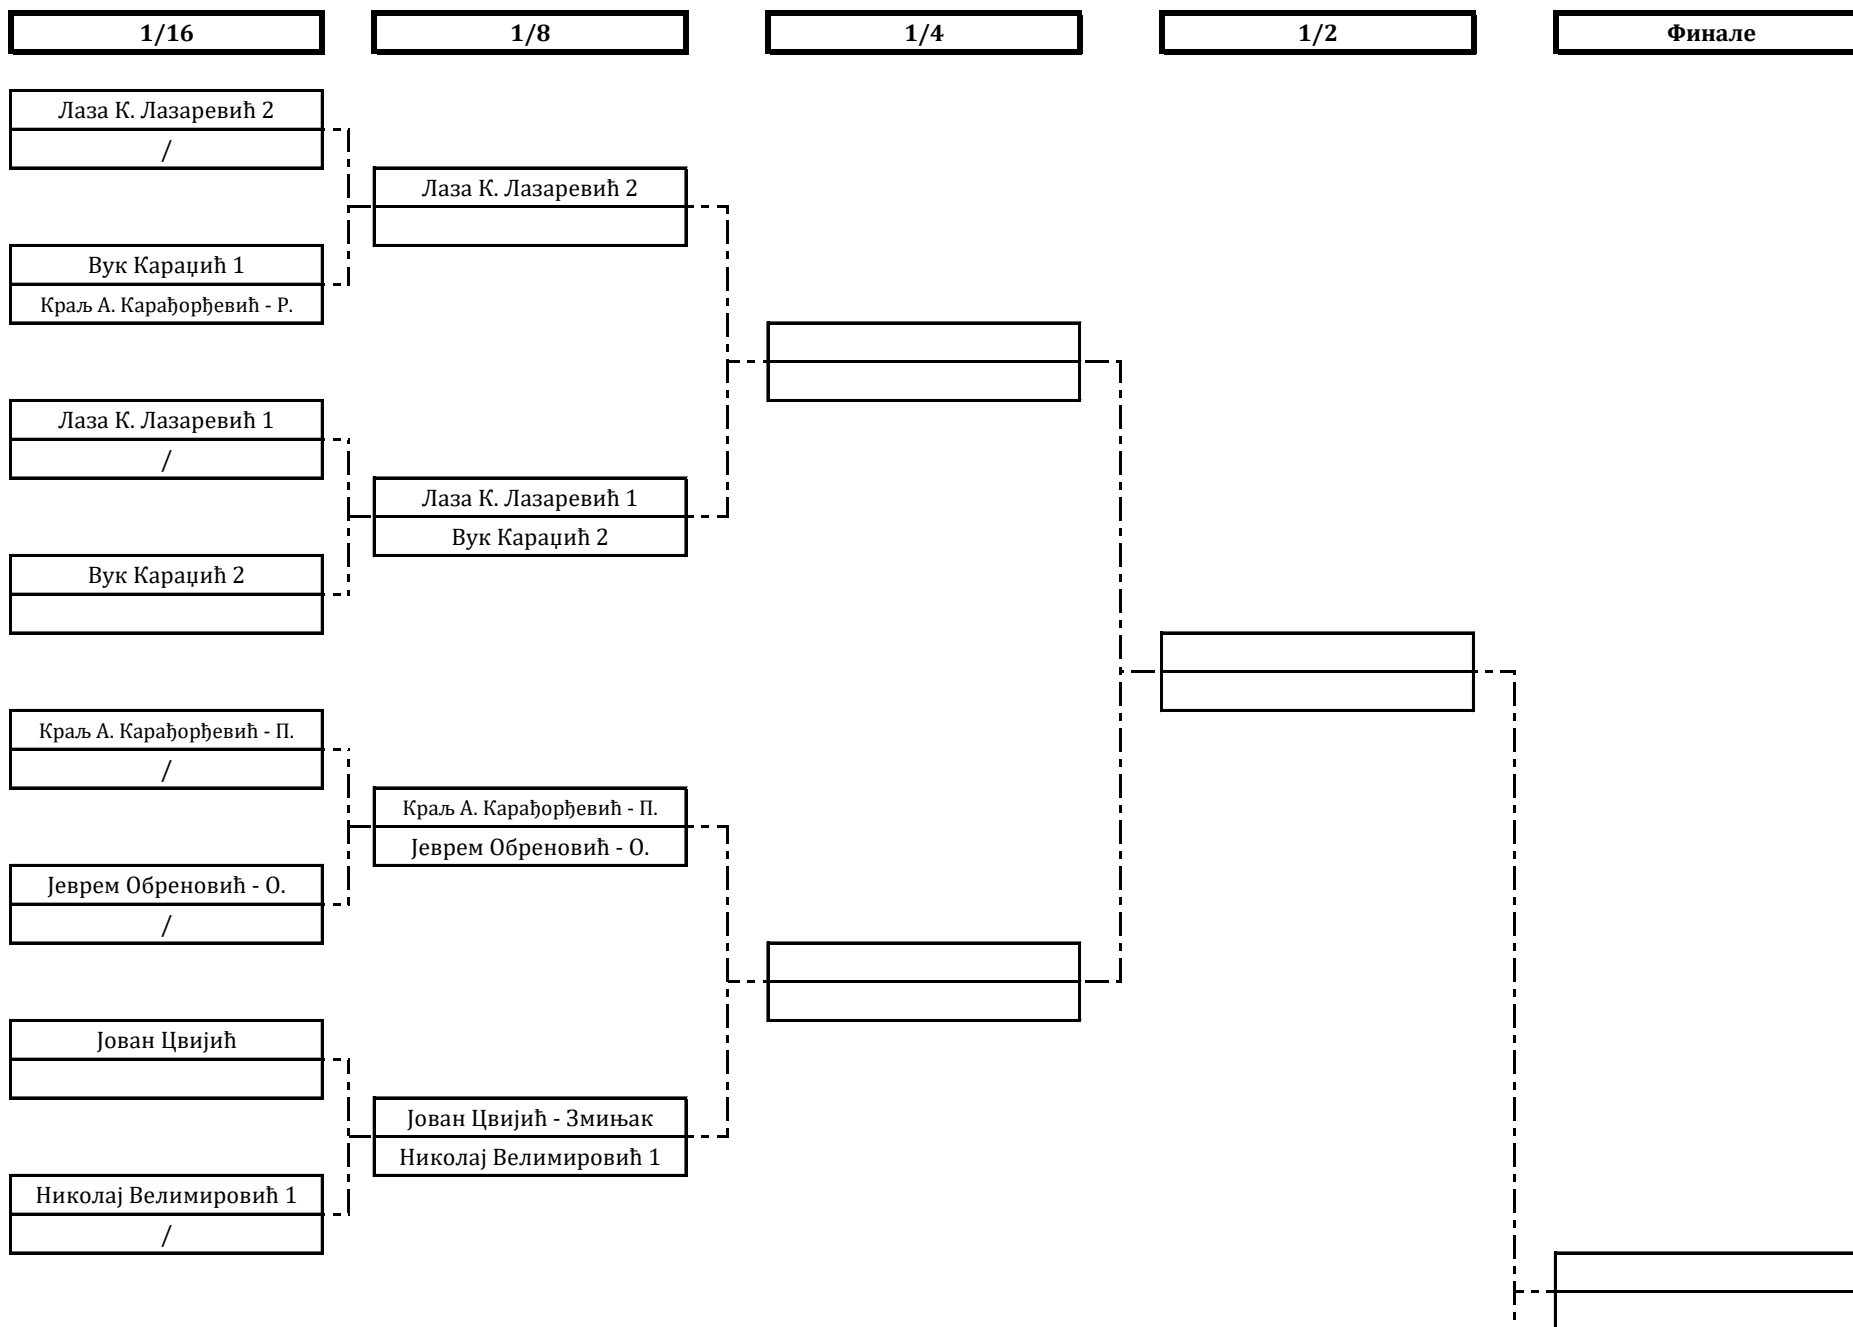 1/16
1/8
1/4
1/2
Финале
Лаза К. Лазаревић 2
/
Вук Караџић 1
Краљ А. Карађорђевић - Р.
Лаза К. Лазаревић 1
/
Вук Караџић 2
Краљ А. Карађорђевић - П.
/
Јеврем Обреновић - О.
/
Јован Цвијић
Николај Велимировић 1
/
Лаза К. Лазаревић 2
Лаза К. Лазаревић 1
Вук Караџић 2
Краљ А. Карађорђевић - П.
Јеврем Обреновић - О.
Јован Цвијић - Змињак
Николај Велимировић 1